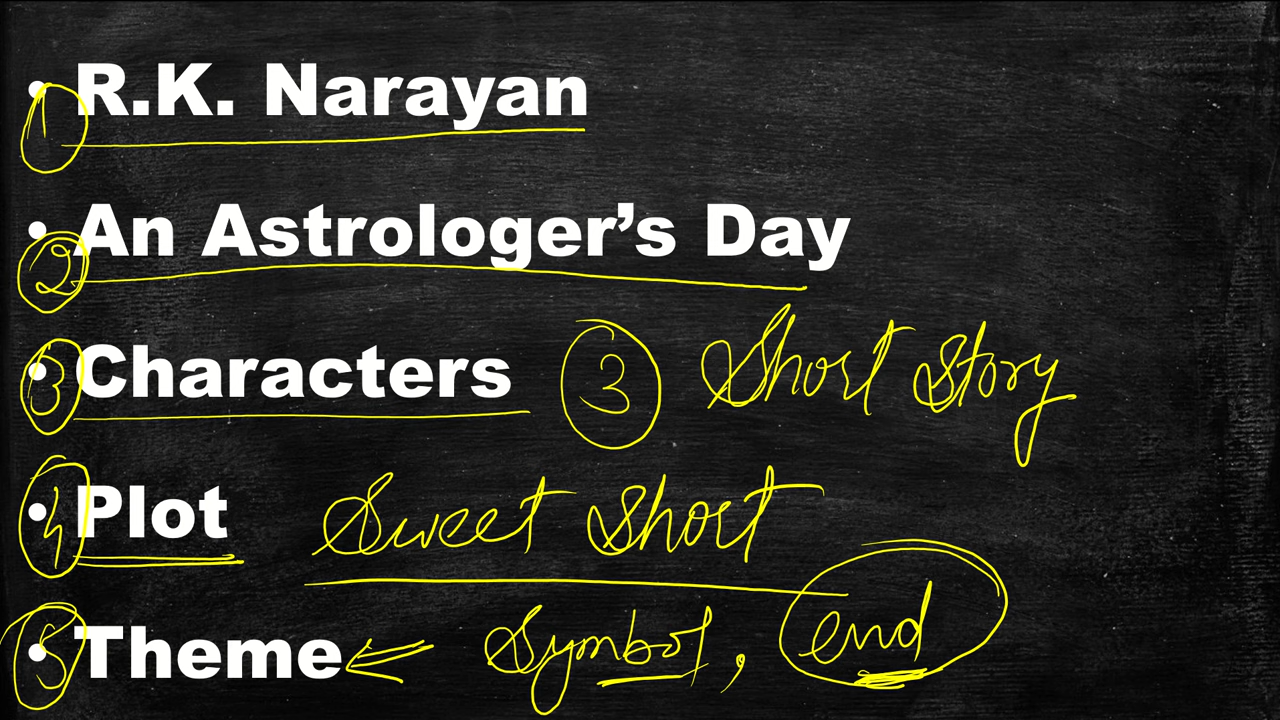 • R.K. Narayan
1
• An Astrologer's Day
2
• Characters 3 Short Story
3
• Plot Sweet Short
4
• Theme Symbol, end
5